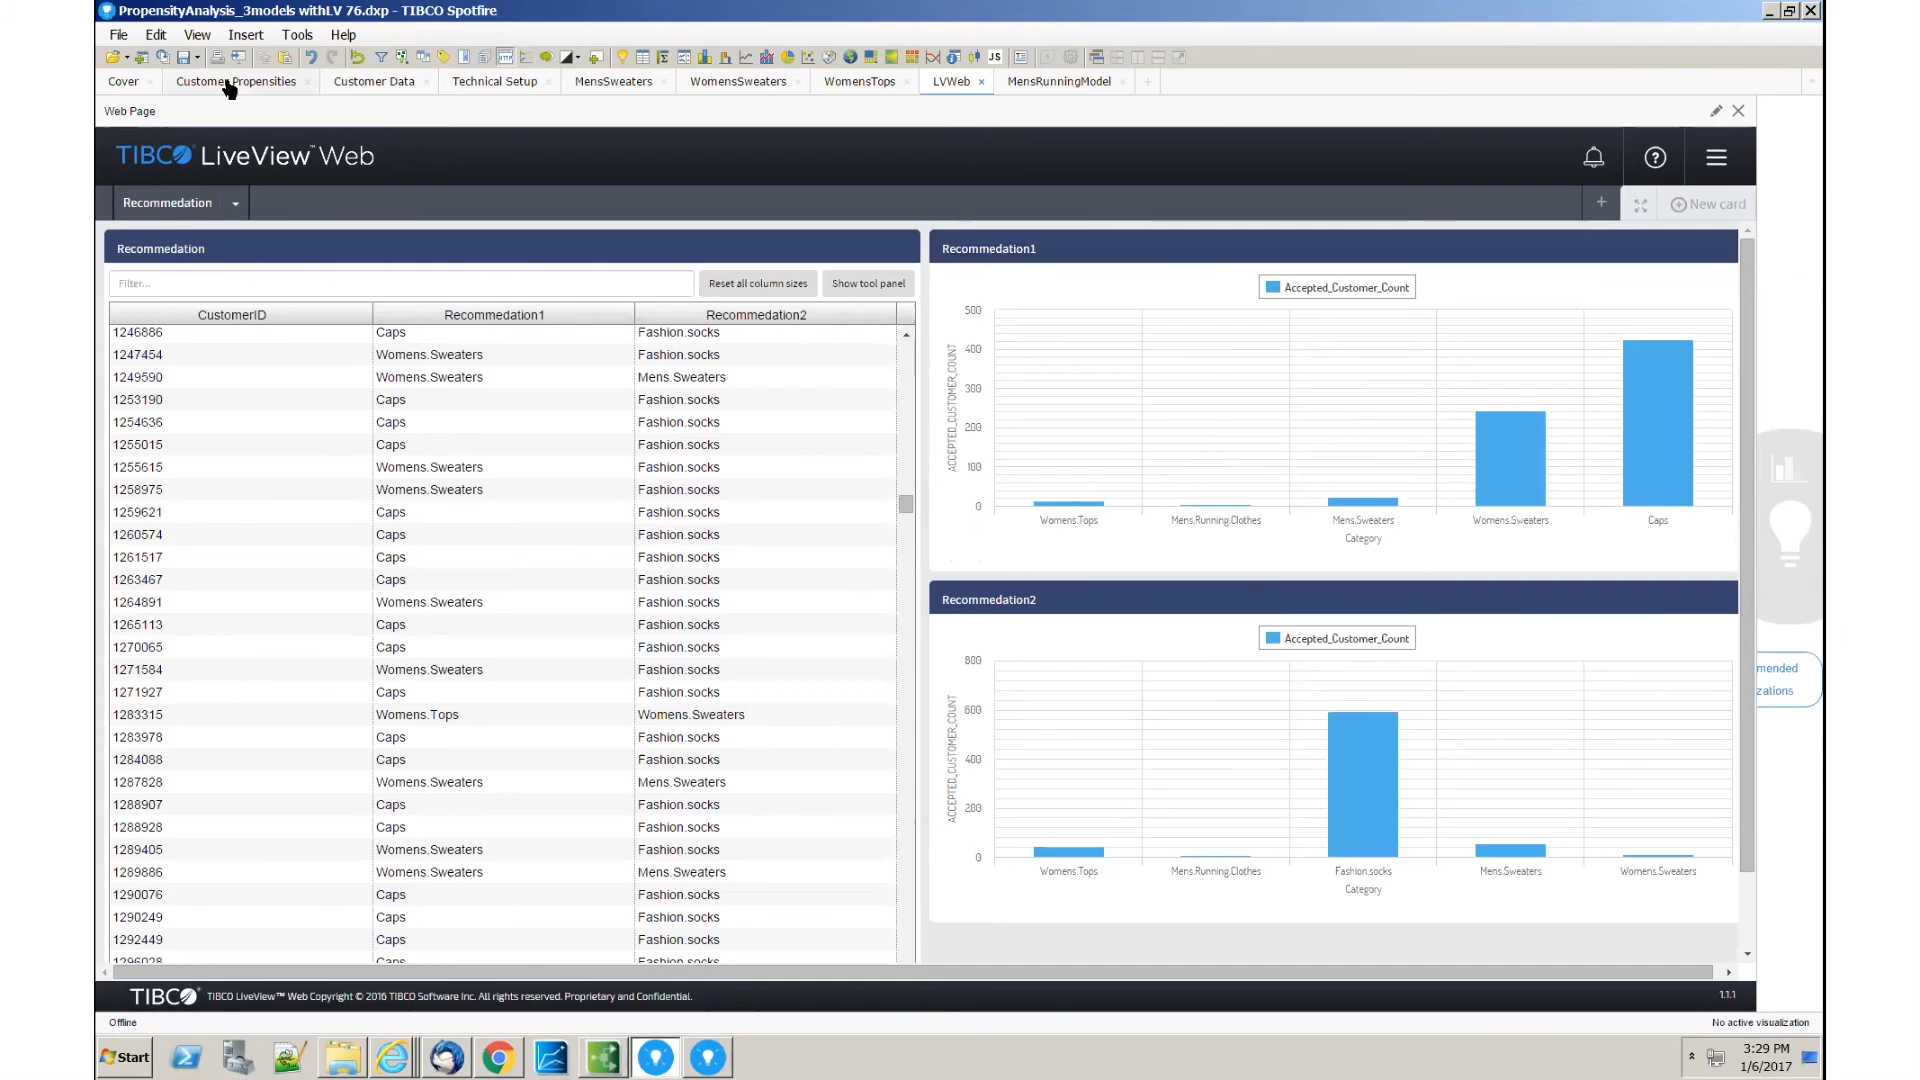 PropensityAnalysis_3models withLV 76.dxp - TIBCO Spotfire
File Edit View Insert Tools Help
Cover Customer Propensities Customer Data Technical Setup MensSweaters WomensSweaters WomensTops LVWeb MensRunningModel
Web Page
TIBCO LiveView™ Web
Recommedation
New card
Recommedation
Filter...
Reset all column sizes
Show tool panel
CustomerID Recommedation1 Recommedation2
1246886 Caps Fashion.socks
1247454 Womens.Sweaters Fashion.socks
1249590 Womens.Sweaters Mens.Sweaters
1253190 Caps Fashion.socks
1254636 Caps Fashion.socks
1255015 Caps Fashion.socks
1255615 Womens.Sweaters Fashion.socks
1258975 Womens.Sweaters Fashion.socks
1259621 Caps Fashion.socks
1260574 Caps Fashion.socks
1261517 Caps Fashion.socks
1263467 Caps Fashion.socks
1264891 Womens.Sweaters Fashion.socks
1265113 Caps Fashion.socks
1270065 Caps Fashion.socks
1271584 Womens.Sweaters Fashion.socks
1271927 Caps Fashion.socks
1283315 Womens.Tops Womens.Sweaters
1283978 Caps Fashion.socks
1284088 Caps Fashion.socks
1287828 Womens.Sweaters Mens.Sweaters
1288907 Caps Fashion.socks
1288928 Caps Fashion.socks
1289405 Womens.Sweaters Fashion.socks
1289886 Womens.Sweaters Mens.Sweaters
1290076 Caps Fashion.socks
1290249 Caps Fashion.socks
1292449 Caps Fashion.socks
1296028 Caps Fashion.socks
Recommedation1
Accepted_Customer_Count
ACCEPTED_CUSTOMER_COUNT
500
400
300
200
100
0
Womens.Tops Mens.Running.Clothes Mens.Sweaters Womens.Sweaters Caps
Category
Recommedation2
Accepted_Customer_Count
ACCEPTED_CUSTOMER_COUNT
800
600
400
200
0
Womens.Tops Mens.Running.Clothes Fashion.socks Mens.Sweaters Womens.Sweaters
Category
mended
zations
TIBCO TIBCO LiveView™ Web Copyright © 2016 TIBCO Software Inc. All rights reserved. Proprietary and Confidential.
1.1.1
Offline
No active visualization
Start
3:29 PM
1/6/2017